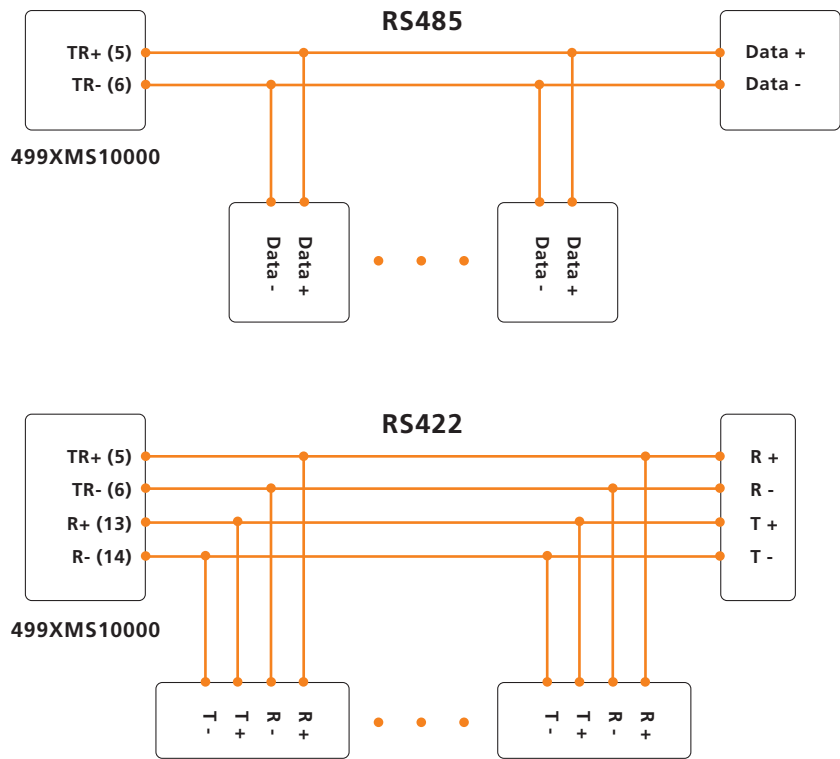 RS485
TR+ (5)
TR- (6)
Data +
Data -
499XMS10000
Data -
Data +
Data -
Data +
RS422
TR+ (5)
TR- (6)
R+ (13)
R- (14)
R +
R -
T +
T -
499XMS10000
T -
T +
R -
R +
T -
T +
R -
R +